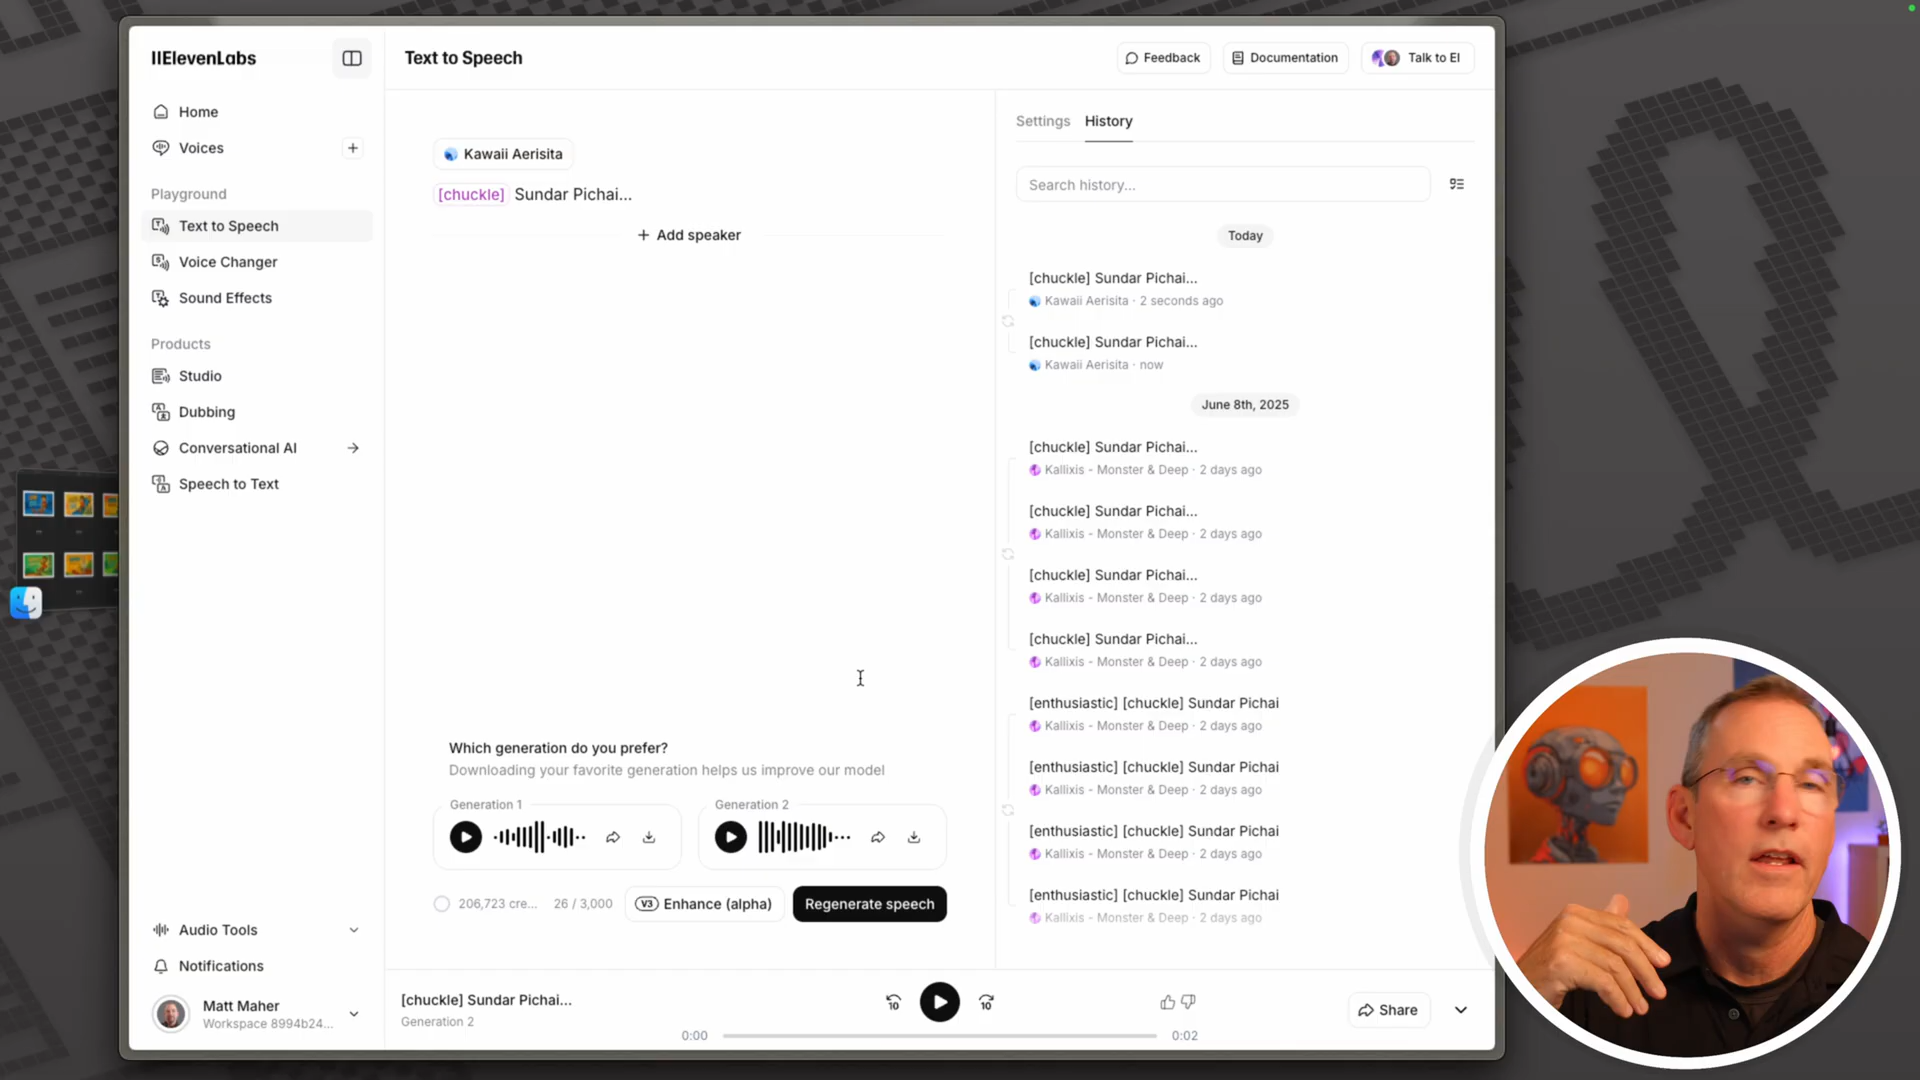 IIElevenLabs
Home
Voices
Playground
Text to Speech
Voice Changer
Sound Effects
Products
Studio
Dubbing
Conversational AI
Speech to Text
Audio Tools
Notifications
Matt Maher
Workspace 8994b24...
Text to Speech
Feedback
Documentation
Talk to El
Kawaii Aerisita
[chuckle] Sundar Pichai...
+ Add speaker
Which generation do you prefer?
Downloading your favorite generation helps us improve our model
Generation 1
Generation 2
206,723 cre...
26 / 3,000
V3 Enhance (alpha)
Regenerate speech
Settings
History
Search history...
Today
[chuckle] Sundar Pichai...
Kawaii Aerisita · 2 seconds ago
[chuckle] Sundar Pichai...
Kawaii Aerisita · now
June 8th, 2025
[chuckle] Sundar Pichai...
Kallixis - Monster & Deep · 2 days ago
[chuckle] Sundar Pichai...
Kallixis - Monster & Deep · 2 days ago
[chuckle] Sundar Pichai...
Kallixis - Monster & Deep · 2 days ago
[chuckle] Sundar Pichai...
Kallixis - Monster & Deep · 2 days ago
[enthusiastic] [chuckle] Sundar Pichai
Kallixis - Monster & Deep · 2 days ago
[enthusiastic] [chuckle] Sundar Pichai
Kallixis - Monster & Deep · 2 days ago
[enthusiastic] [chuckle] Sundar Pichai
Kallixis - Monster & Deep · 2 days ago
[enthusiastic] [chuckle] Sundar Pichai
Kallixis - Monster & Deep · 2 days ago
[chuckle] Sundar Pichai...
Generation 2
10
10
0:00
0:02
Share